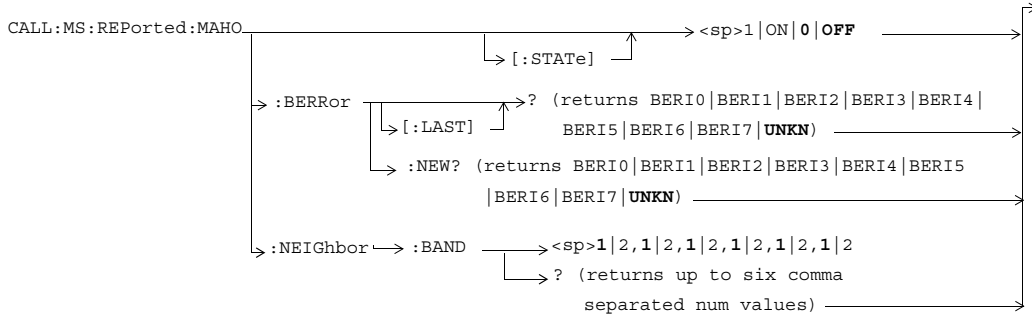 CALL:MS:REPorted:MAHO
<sp>1|ON|0|OFF
[:STATe]
:BERRor
? (returns BERI0|BERI1|BERI2|BERI3|BERI4|
[:LAST]
BERI5|BERI6|BERI7|UNKN)
:NEW? (returns BERI0|BERI1|BERI2|BERI3|BERI4|BERI5
|BERI6|BERI7|UNKN)
:NEIGhbor :BAND <sp>1|2,1|2,1|2,1|2,1|2,1|2
? (returns up to six comma
separated num values)